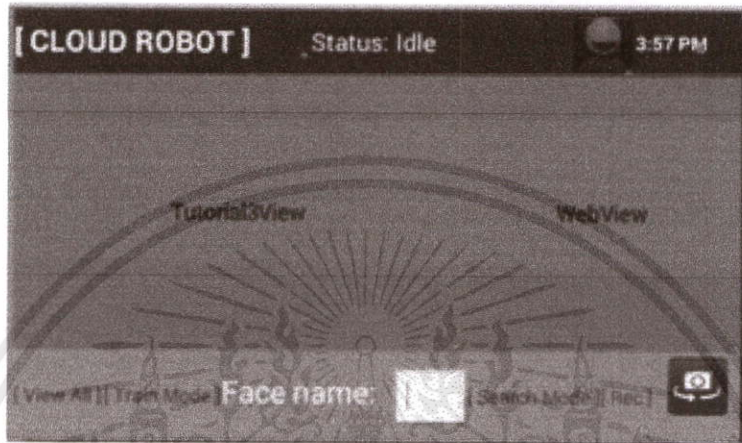 [ CLOUD ROBOT ] Status: Idle 3:57 PM
Tutorial3View WebView
[ View All ][ Train Mode ] Face name: [ Search Mode ][ Rec ]